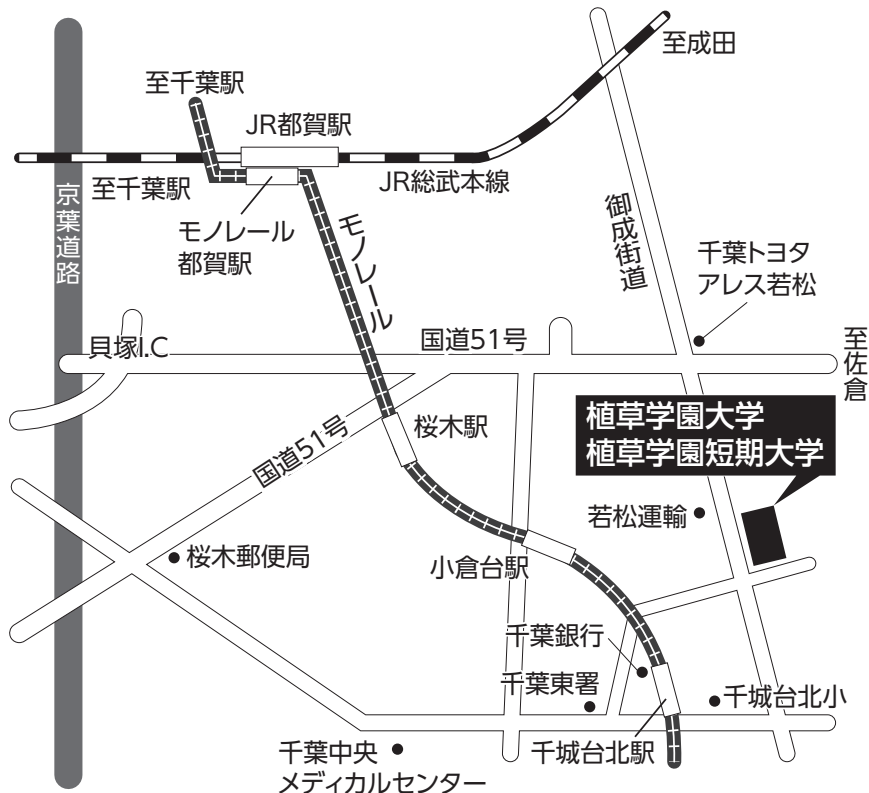 至成田
至千葉駅
JR都賀駅
至千葉駅
JR総武本線
京葉道路
モノレール
都賀駅
モノレール
御成街道
千葉トヨタ
アレス若松
貝塚I.C
国道51号
至佐倉
植草学園大学
植草学園短期大学
桜木駅
国道51号
若松運輸
桜木郵便局
小倉台駅
千葉銀行
千葉東署
千城台北小
千葉中央
メディカルセンター
千城台北駅